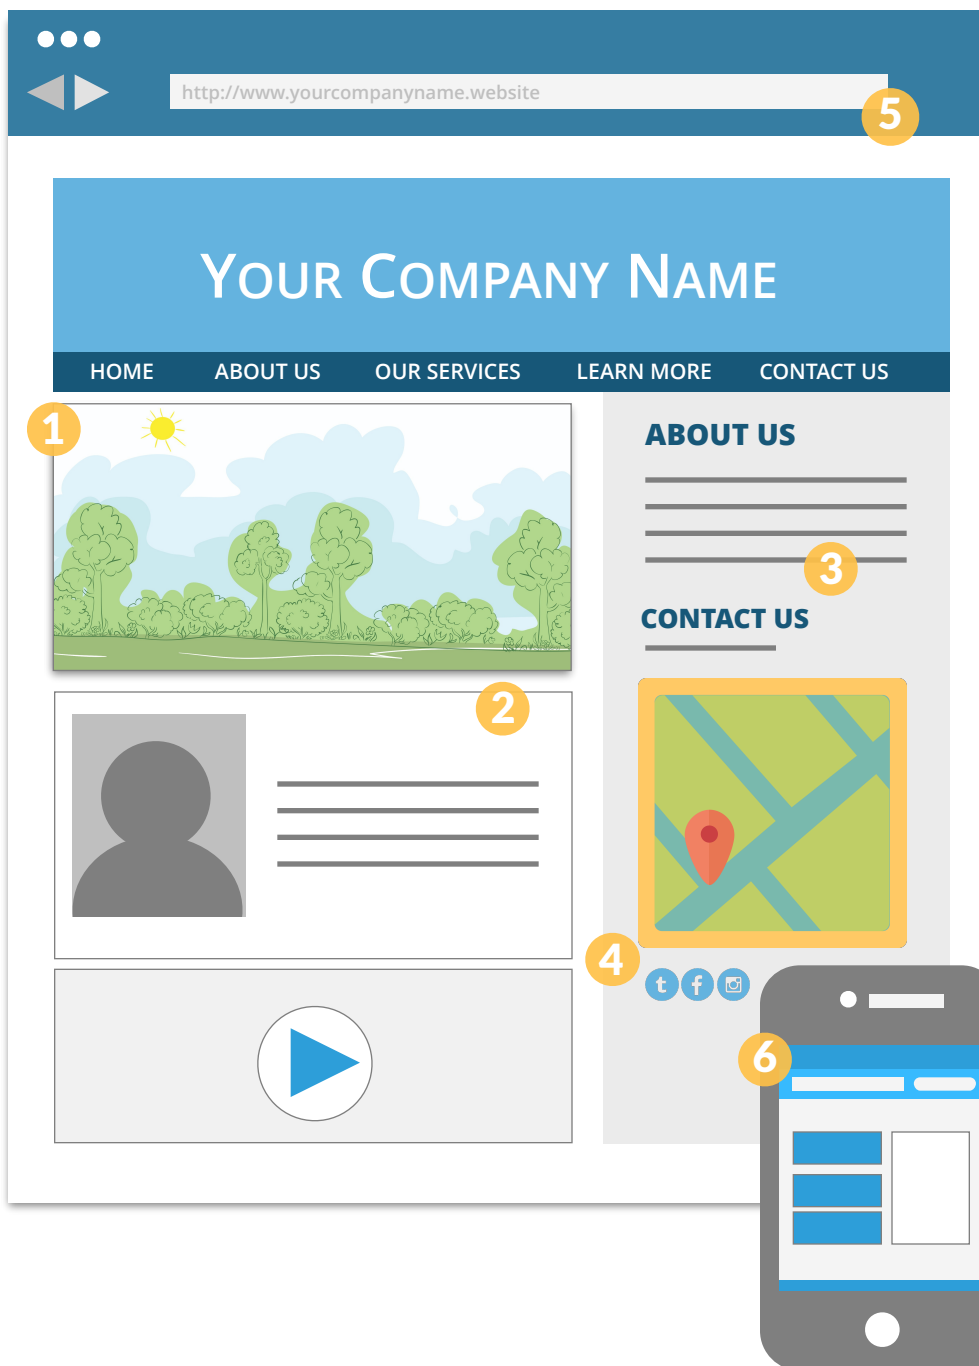 http://www.yourcompanyname.website
5
Your Company Name
HOME ABOUT US OUR SERVICES LEARN MORE CONTACT US
1
ABOUT US
3
CONTACT US
2
4
t f
6